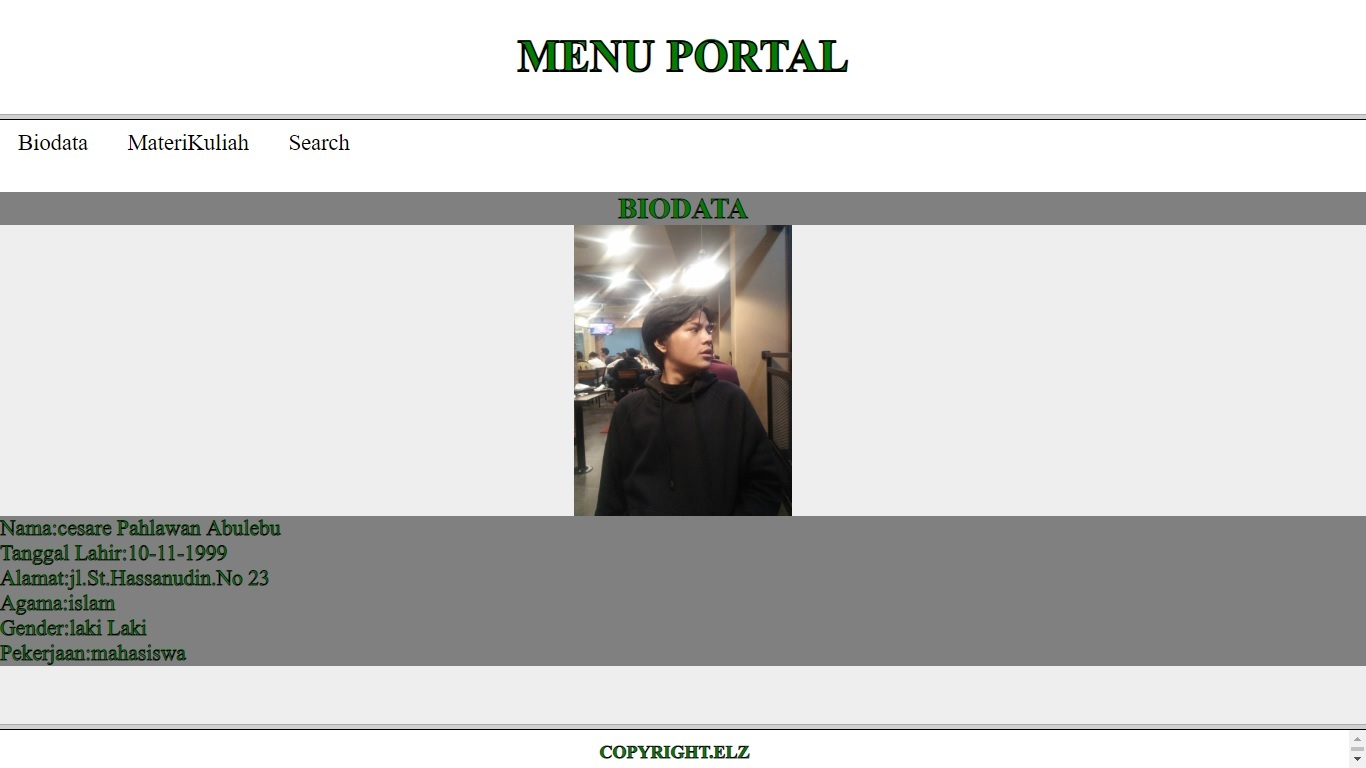 MENU PORTAL
Biodata MateriKuliah Search
BIODATA
Nama:cesare Pahlawan Abulebu
Tanggal Lahir:10-11-1999
Alamat:jl.St.Hassanudin.No 23
Agama:islam
Gender:laki Laki
Pekerjaan:mahasiswa
COPYRIGHT.ELZ